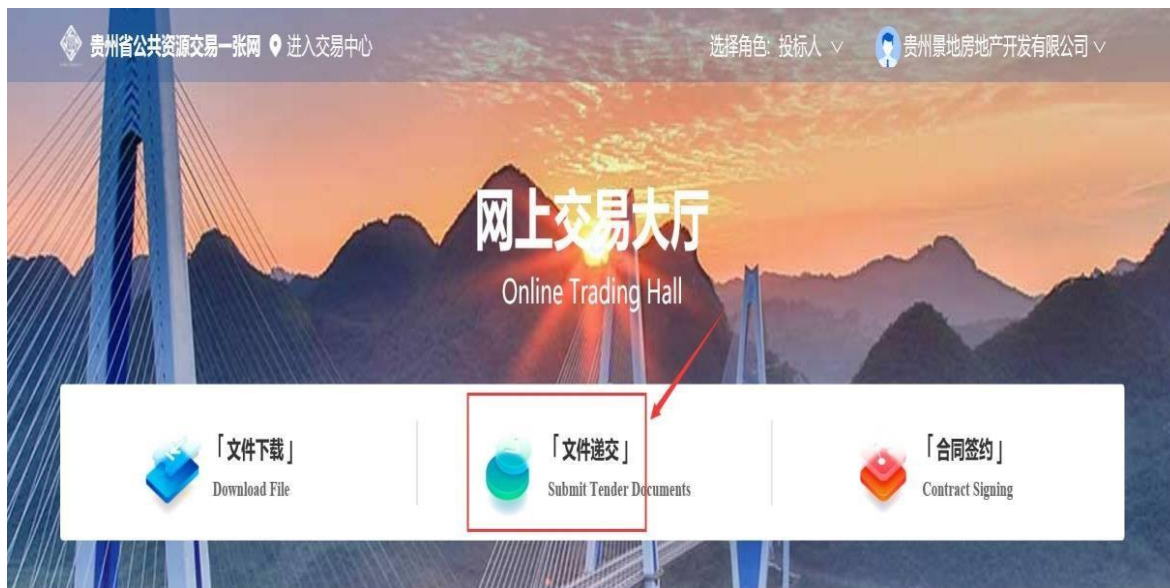 贵州省公共资源交易一张网 进入交易中心 选择角色: 投标人 贵州景地房地产开发有限公司
网上交易大厅
Online Trading Hall
「文件下载」 「文件递交」 「合同签约」
Download File Submit Tender Documents Contract Signing